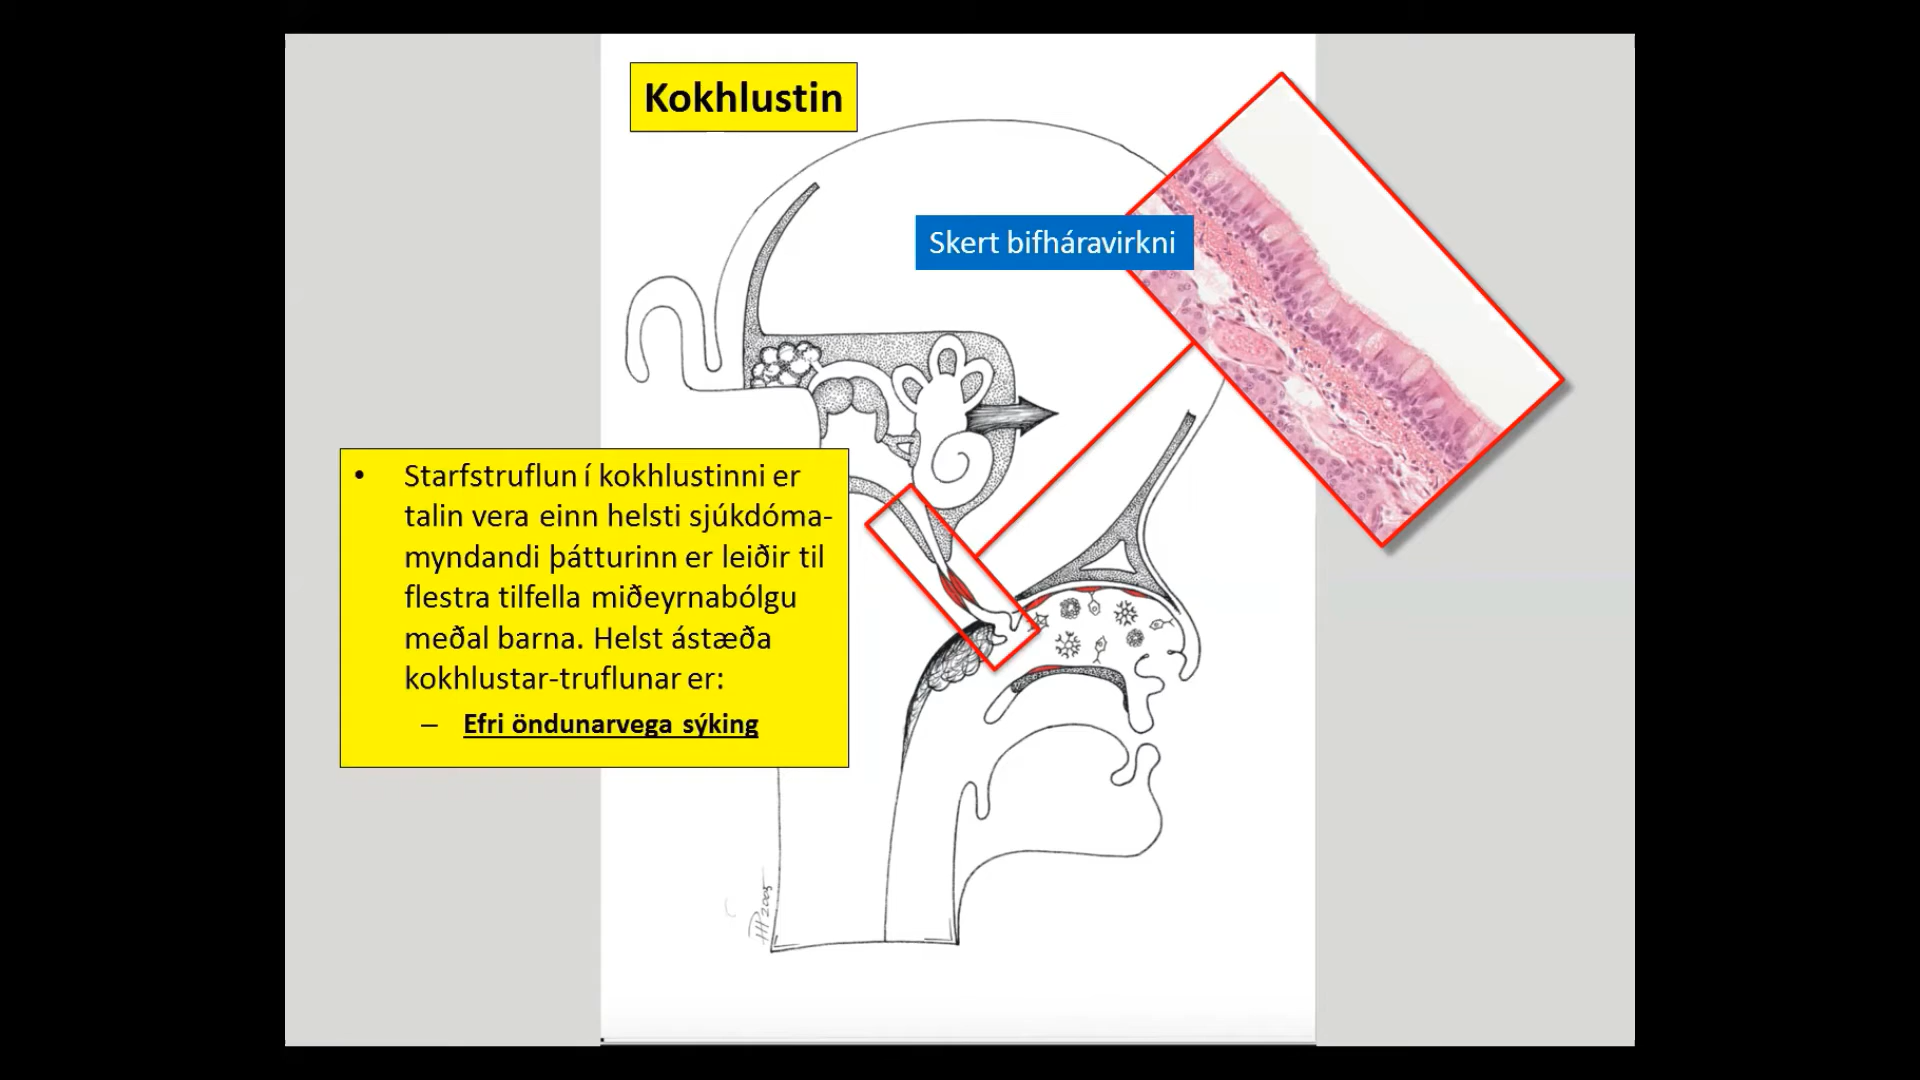 Kokhlustin
Skert bifháravirkni
• Starfstruflun í kokhlustinni er
talin vera einn helsti sjúkdóma-
myndandi þátturinn er leiðir til
flestra tilfella miðeyrnabólgu
meðal barna. Helst ástæða
kokhlustar-truflunar er:
– Efri öndunarvega sýking
2005